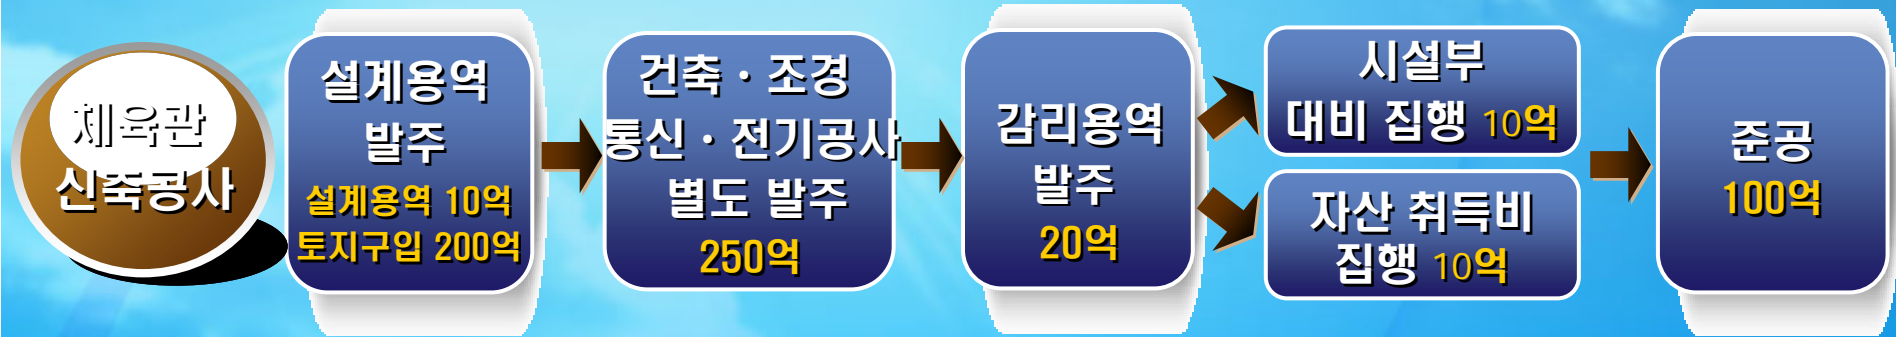 체육관
신축공사
설계용역
발주
설계용역 10억
토지구입 200억
건축 · 조경
통신 · 전기공사
별도 발주
250억
감리용역
발주
20억
시설부
대비 집행 10억
자산 취득비
집행 10억
준공
100억